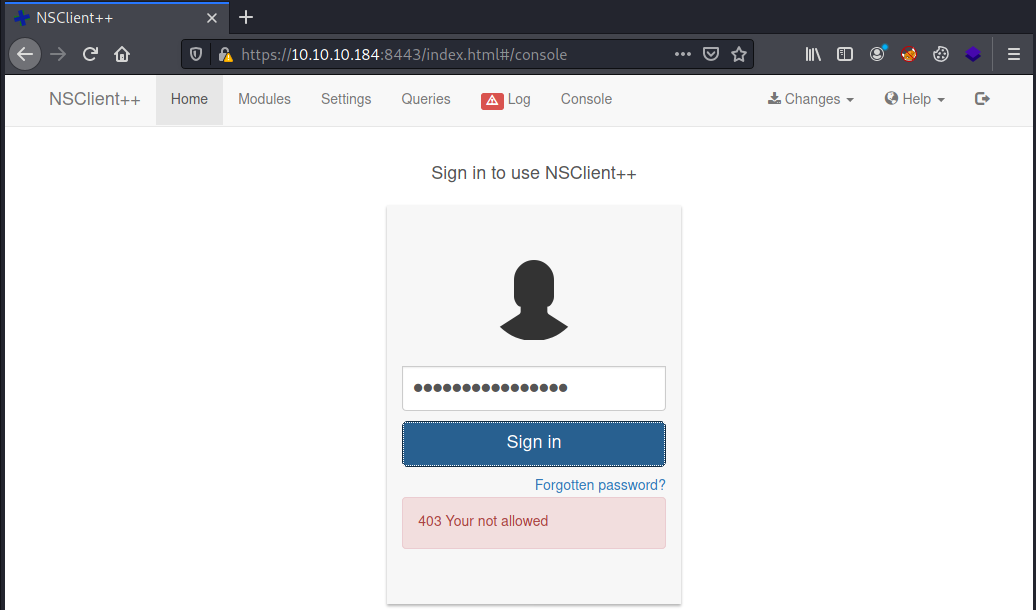 NSClient++
https://10.10.10.184:8443/index.html#/console
NSClient++ Home Modules Settings Queries Log Console Changes Help
Sign in to use NSClient++
●●●●●●●●●●●●●●●●
Sign in
Forgotten password?
403 Your not allowed